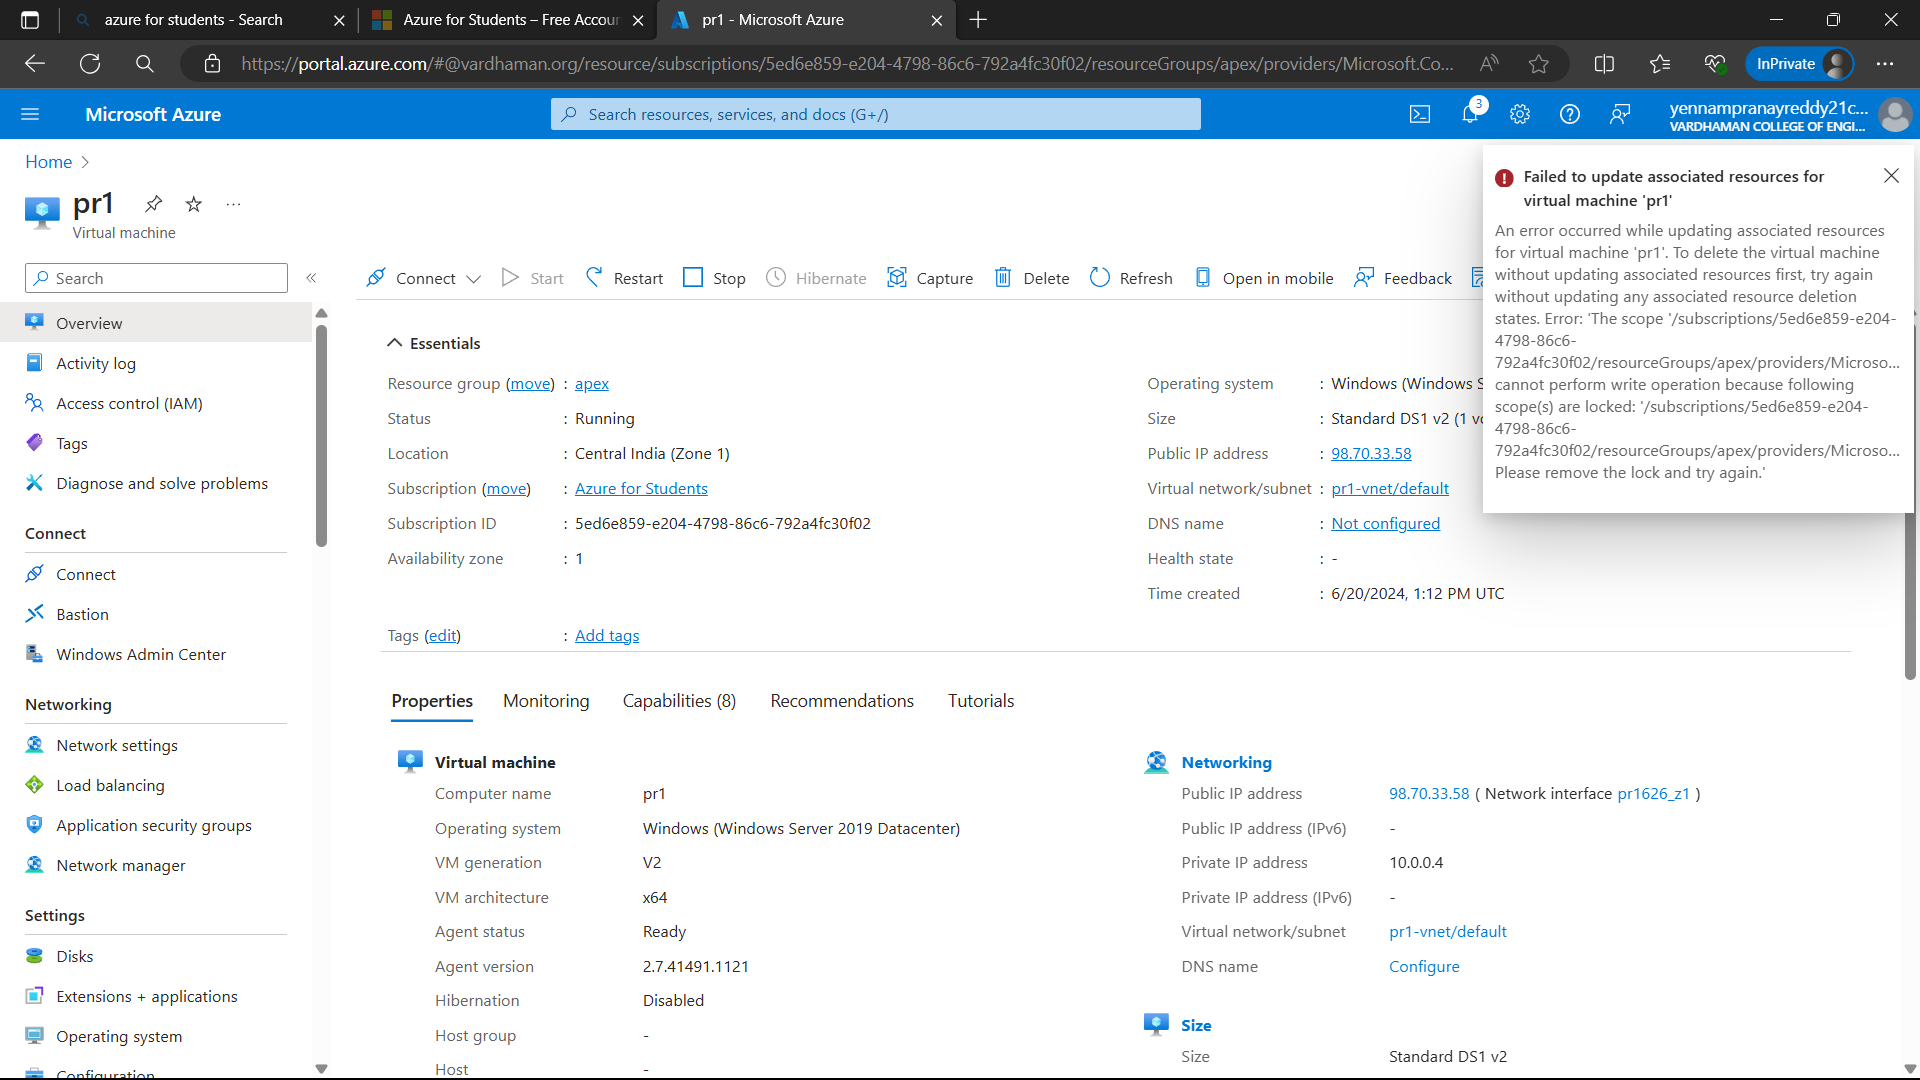 azure for students - Search
Azure for Students – Free Accoun
pr1 - Microsoft Azure
https://portal.azure.com/#@vardhaman.org/resource/subscriptions/5ed6e859-e204-4798-86c6-792a4fc30f02/resourceGroups/apex/providers/Microsoft.Co...
InPrivate
Microsoft Azure
Search resources, services, and docs (G+/)
3
yennampranayreddy21c...
VARDHAMAN COLLEGE OF ENGI...
Home
pr1
Virtual machine
Search
Overview
Activity log
Access control (IAM)
Tags
Diagnose and solve problems
Connect
Connect
Bastion
Windows Admin Center
Networking
Network settings
Load balancing
Application security groups
Network manager
Settings
Disks
Extensions + applications
Operating system
Configuration
Connect Start Restart Stop Hibernate Capture Delete Refresh Open in mobile Feedback
Essentials
Resource group (move) : apex
Status : Running
Location : Central India (Zone 1)
Subscription (move) : Azure for Students
Subscription ID : 5ed6e859-e204-4798-86c6-792a4fc30f02
Availability zone : 1
Operating system : Windows (Windows S
Size : Standard DS1 v2 (1 vc
Public IP address : 98.70.33.58
Virtual network/subnet : pr1-vnet/default
DNS name : Not configured
Health state : -
Time created : 6/20/2024, 1:12 PM UTC
Tags (edit) : Add tags
Failed to update associated resources for
virtual machine 'pr1'
An error occurred while updating associated resources
for virtual machine 'pr1'. To delete the virtual machine
without updating associated resources first, try again
without updating any associated resource deletion
states. Error: 'The scope '/subscriptions/5ed6e859-e204-
4798-86c6-
792a4fc30f02/resourceGroups/apex/providers/Microso...
cannot perform write operation because following
scope(s) are locked: '/subscriptions/5ed6e859-e204-
4798-86c6-
792a4fc30f02/resourceGroups/apex/providers/Microso...
Please remove the lock and try again.'
Properties Monitoring Capabilities (8) Recommendations Tutorials
Virtual machine
Computer name pr1
Operating system Windows (Windows Server 2019 Datacenter)
VM generation V2
VM architecture x64
Agent status Ready
Agent version 2.7.41491.1121
Hibernation Disabled
Host group -
Host -
Networking
Public IP address 98.70.33.58 ( Network interface pr1626_z1 )
Public IP address (IPv6) -
Private IP address 10.0.0.4
Private IP address (IPv6) -
Virtual network/subnet pr1-vnet/default
DNS name Configure
Size
Size Standard DS1 v2